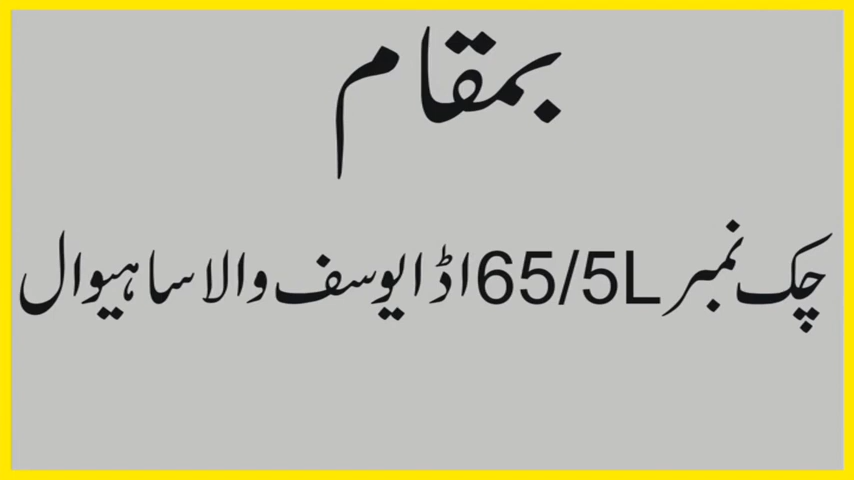 بمقام
چک نمبر 65/5L اڈا یوسف والا ساہیوال